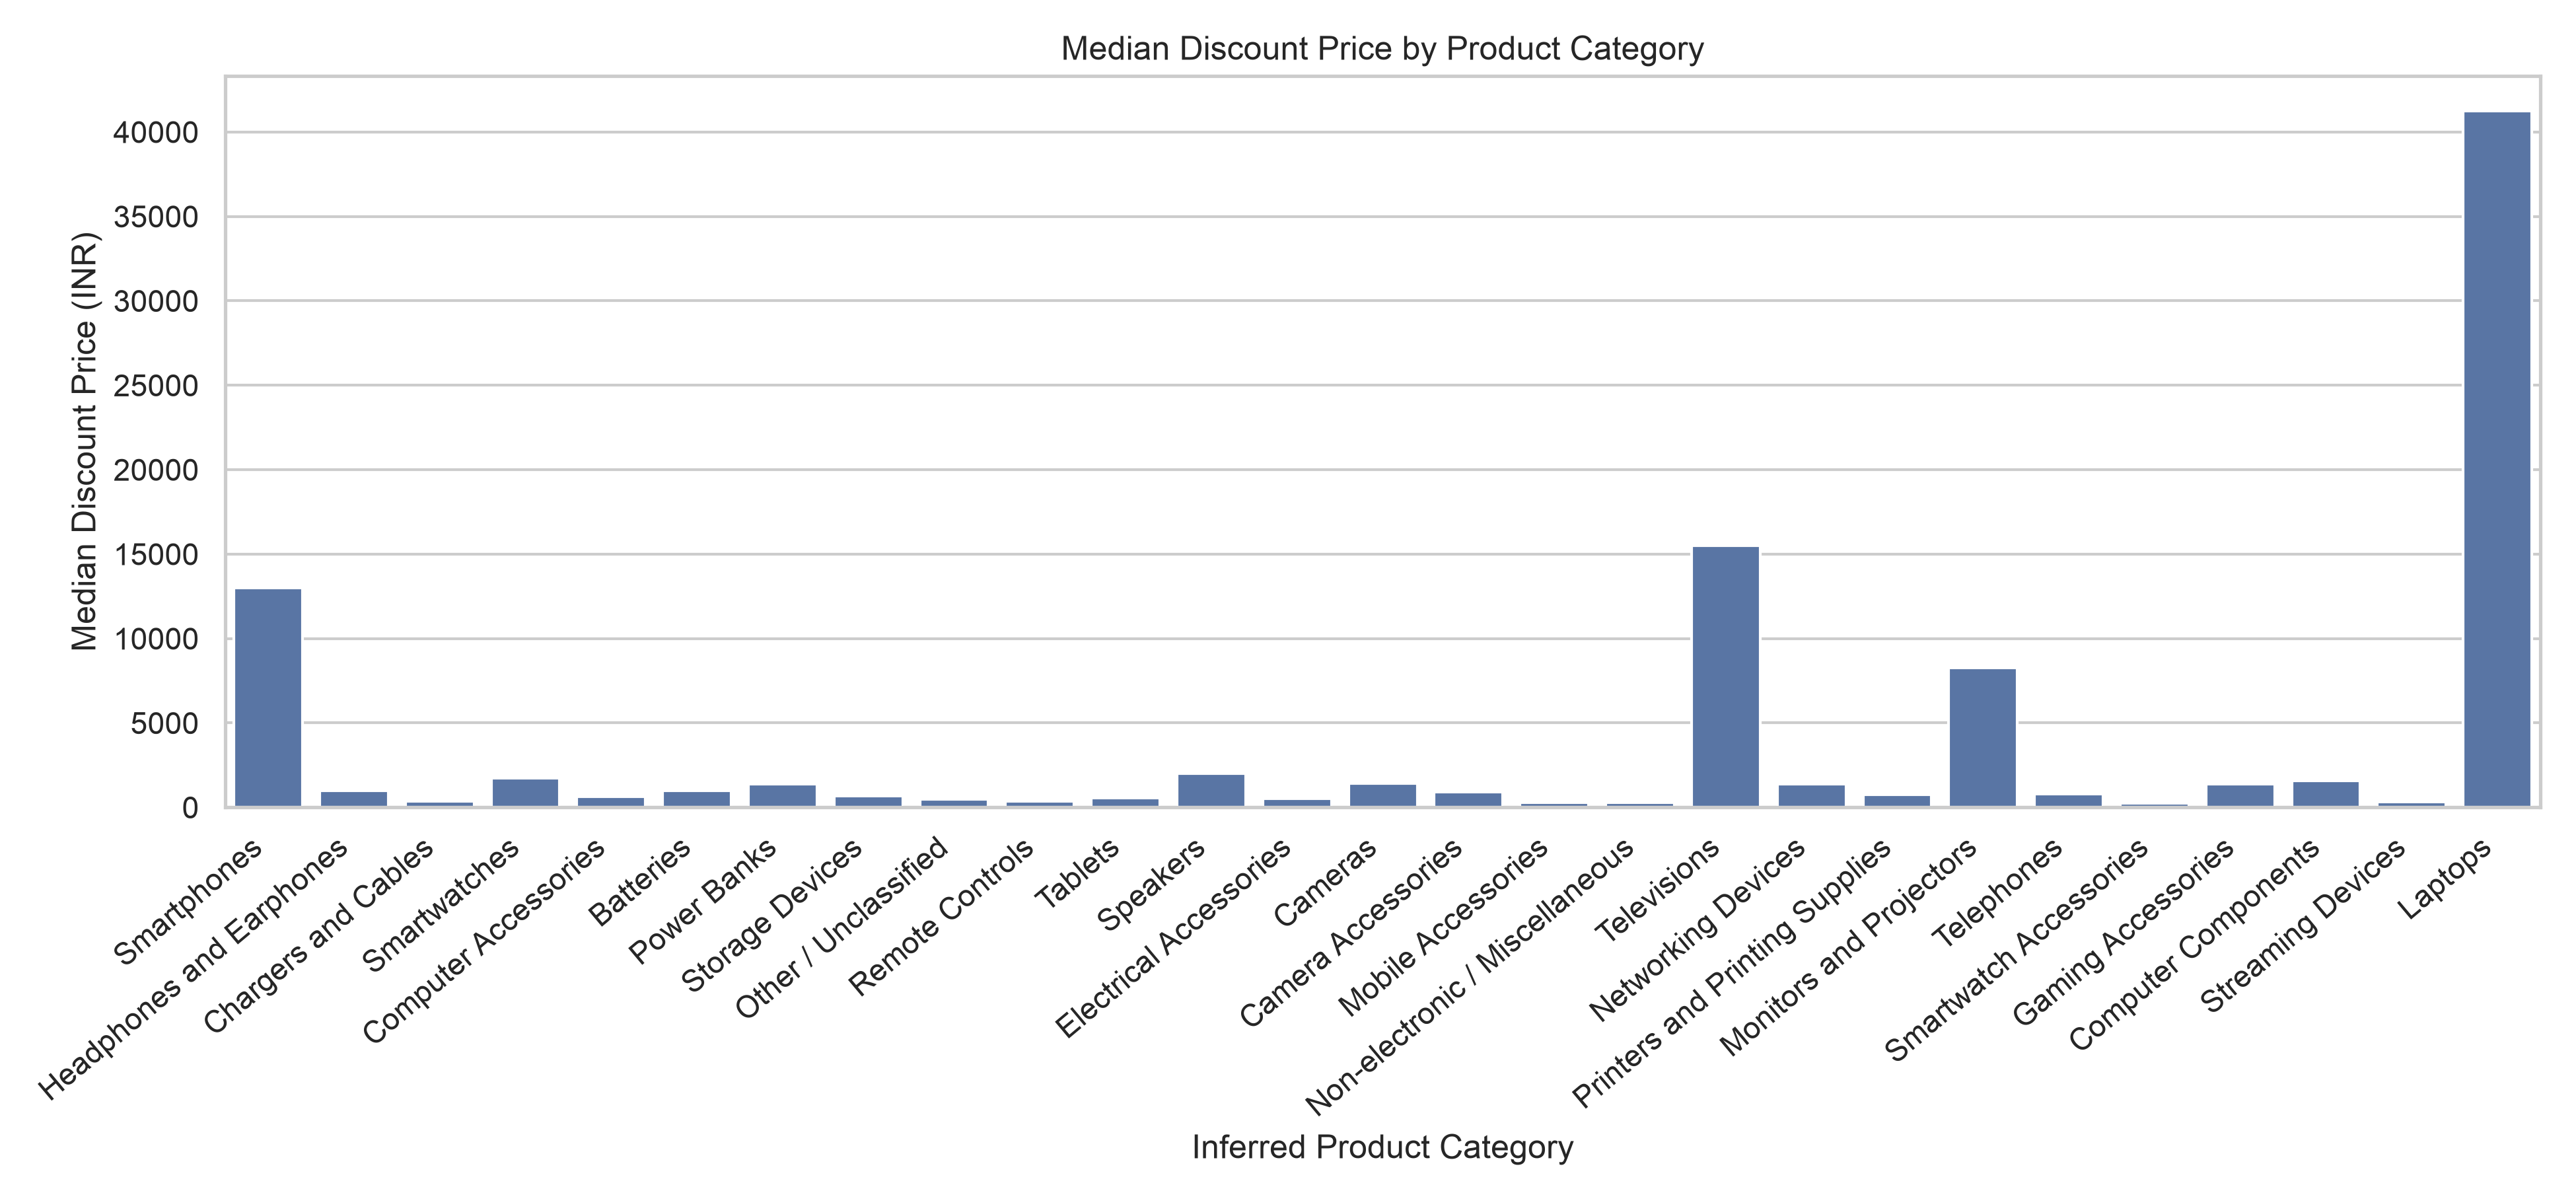 Median Discount Price by Product Category
Median Discount Price (INR)
40000
35000
30000
25000
20000
15000
10000
5000
0
Smartphones
Headphones and Earphones
Chargers and Cables
Smartwatches
Computer Accessories
Batteries
Power Banks
Storage Devices
Other / Unclassified
Remote Controls
Tablets
Speakers
Electrical Accessories
Cameras
Camera Accessories
Mobile Accessories
Non-electronic / Miscellaneous
Televisions
Networking Devices
Printers and Printing Supplies
Monitors and Projectors
Telephones
Smartwatch Accessories
Gaming Accessories
Computer Components
Streaming Devices
Laptops
Inferred Product Category